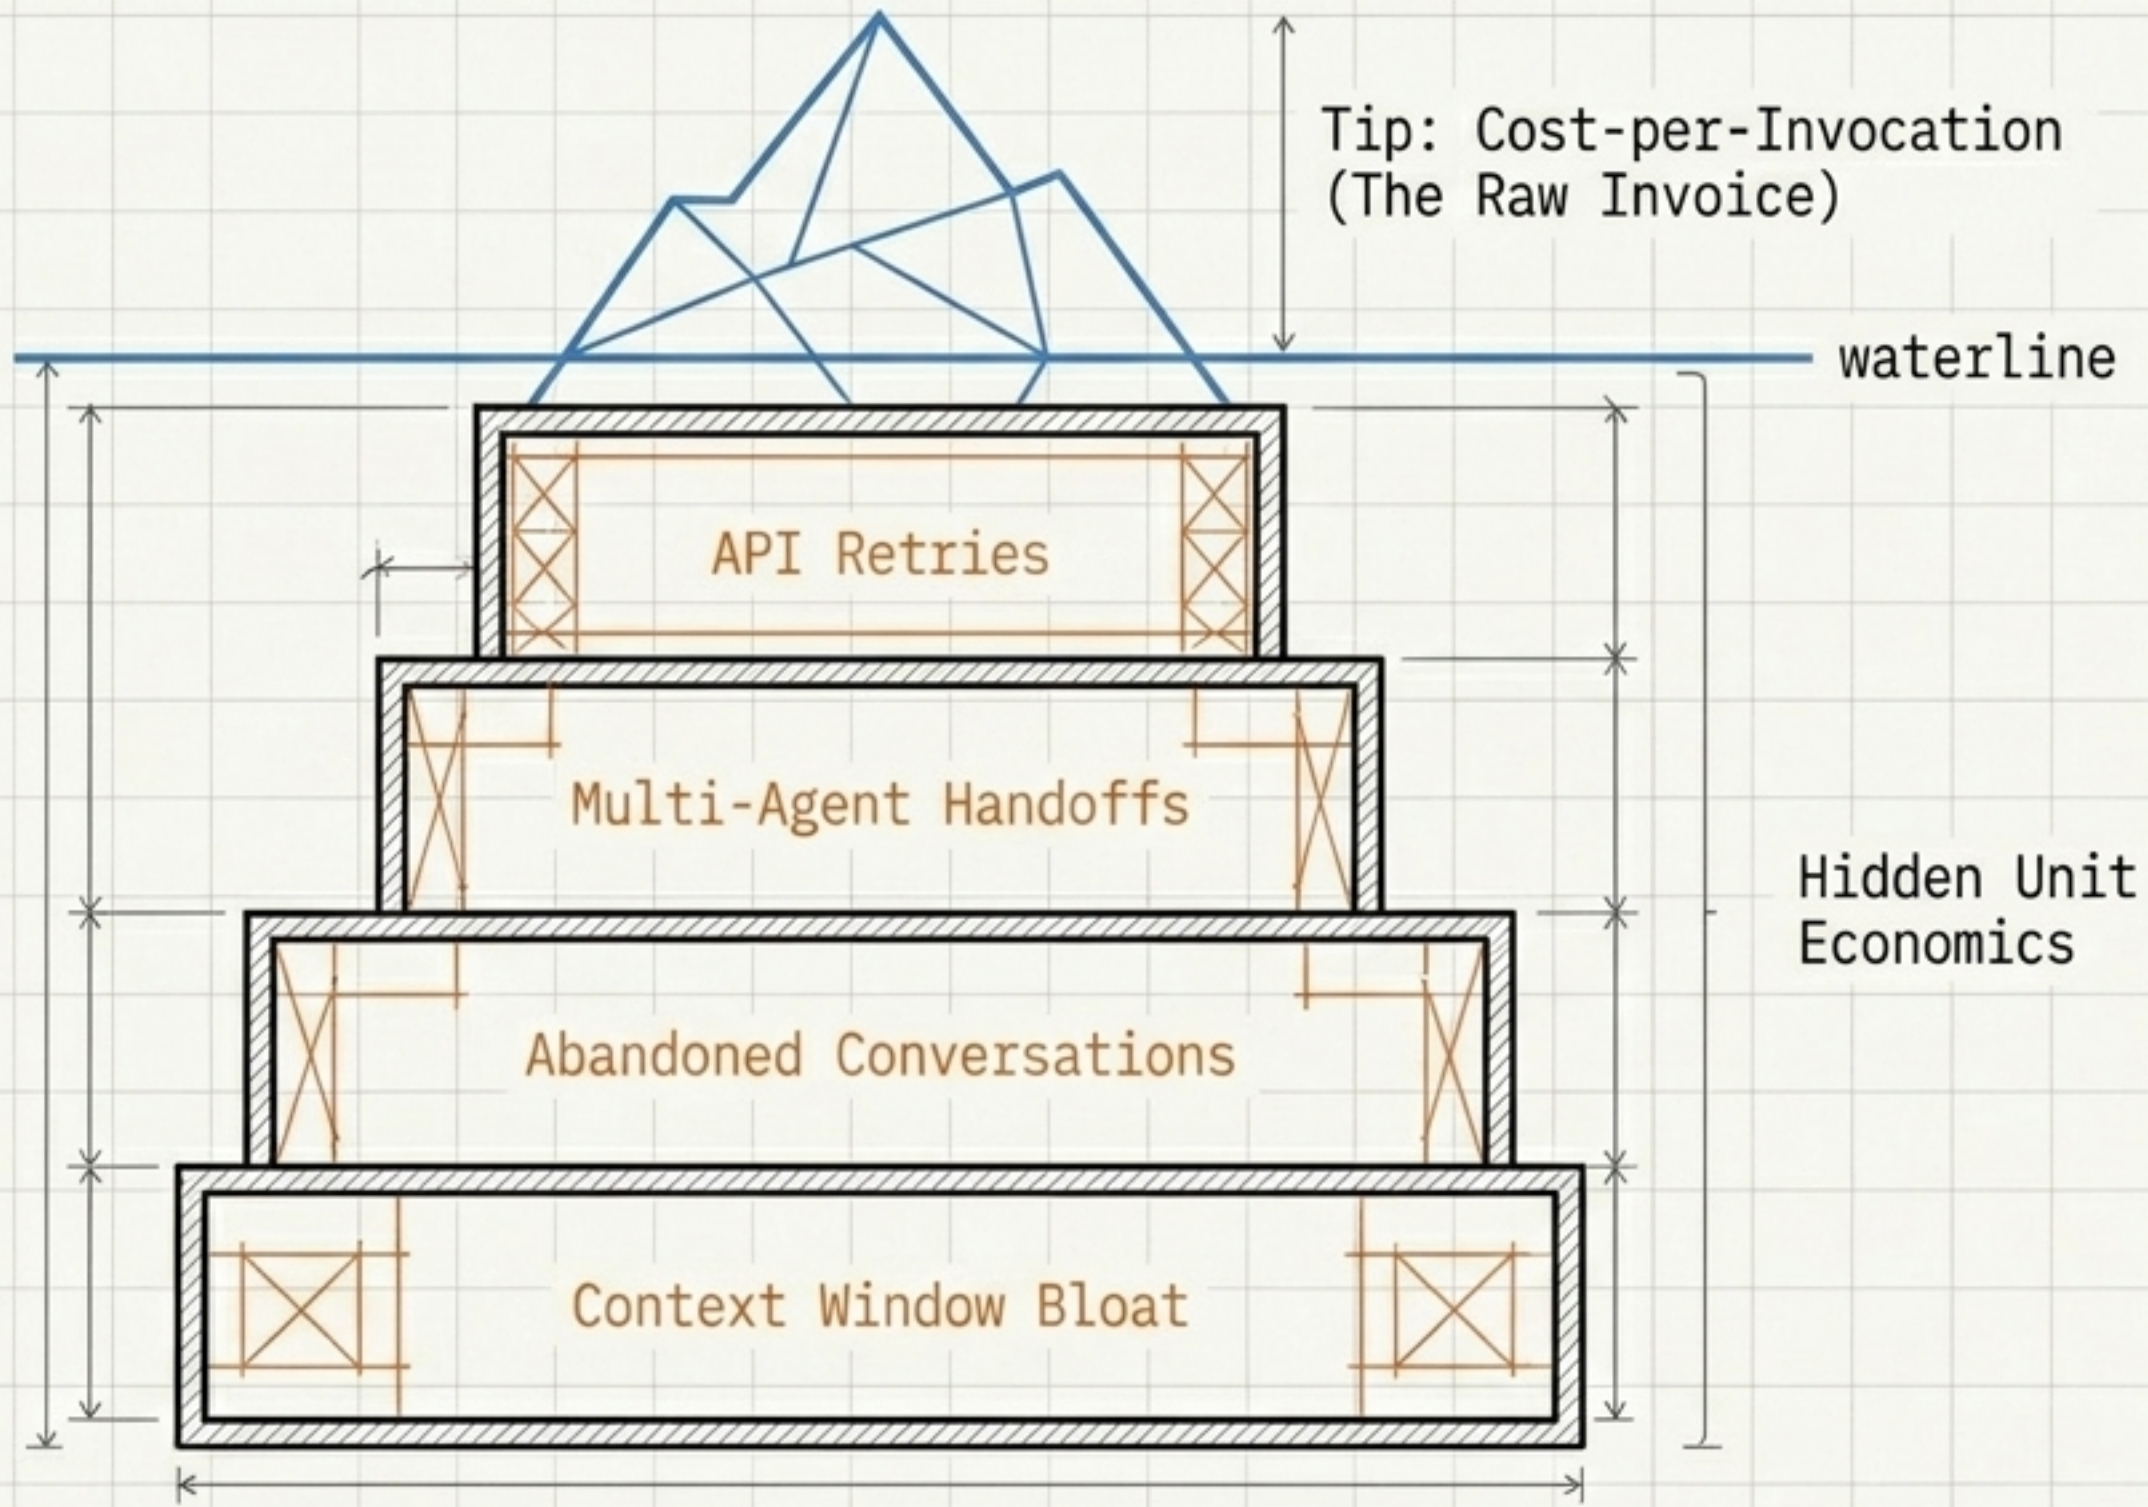 Tip: Cost-per-Invocation
(The Raw Invoice)
waterline
API Retries
Multi-Agent Handoffs
Hidden Unit
Economics
Abandoned Conversations
Context Window Bloat